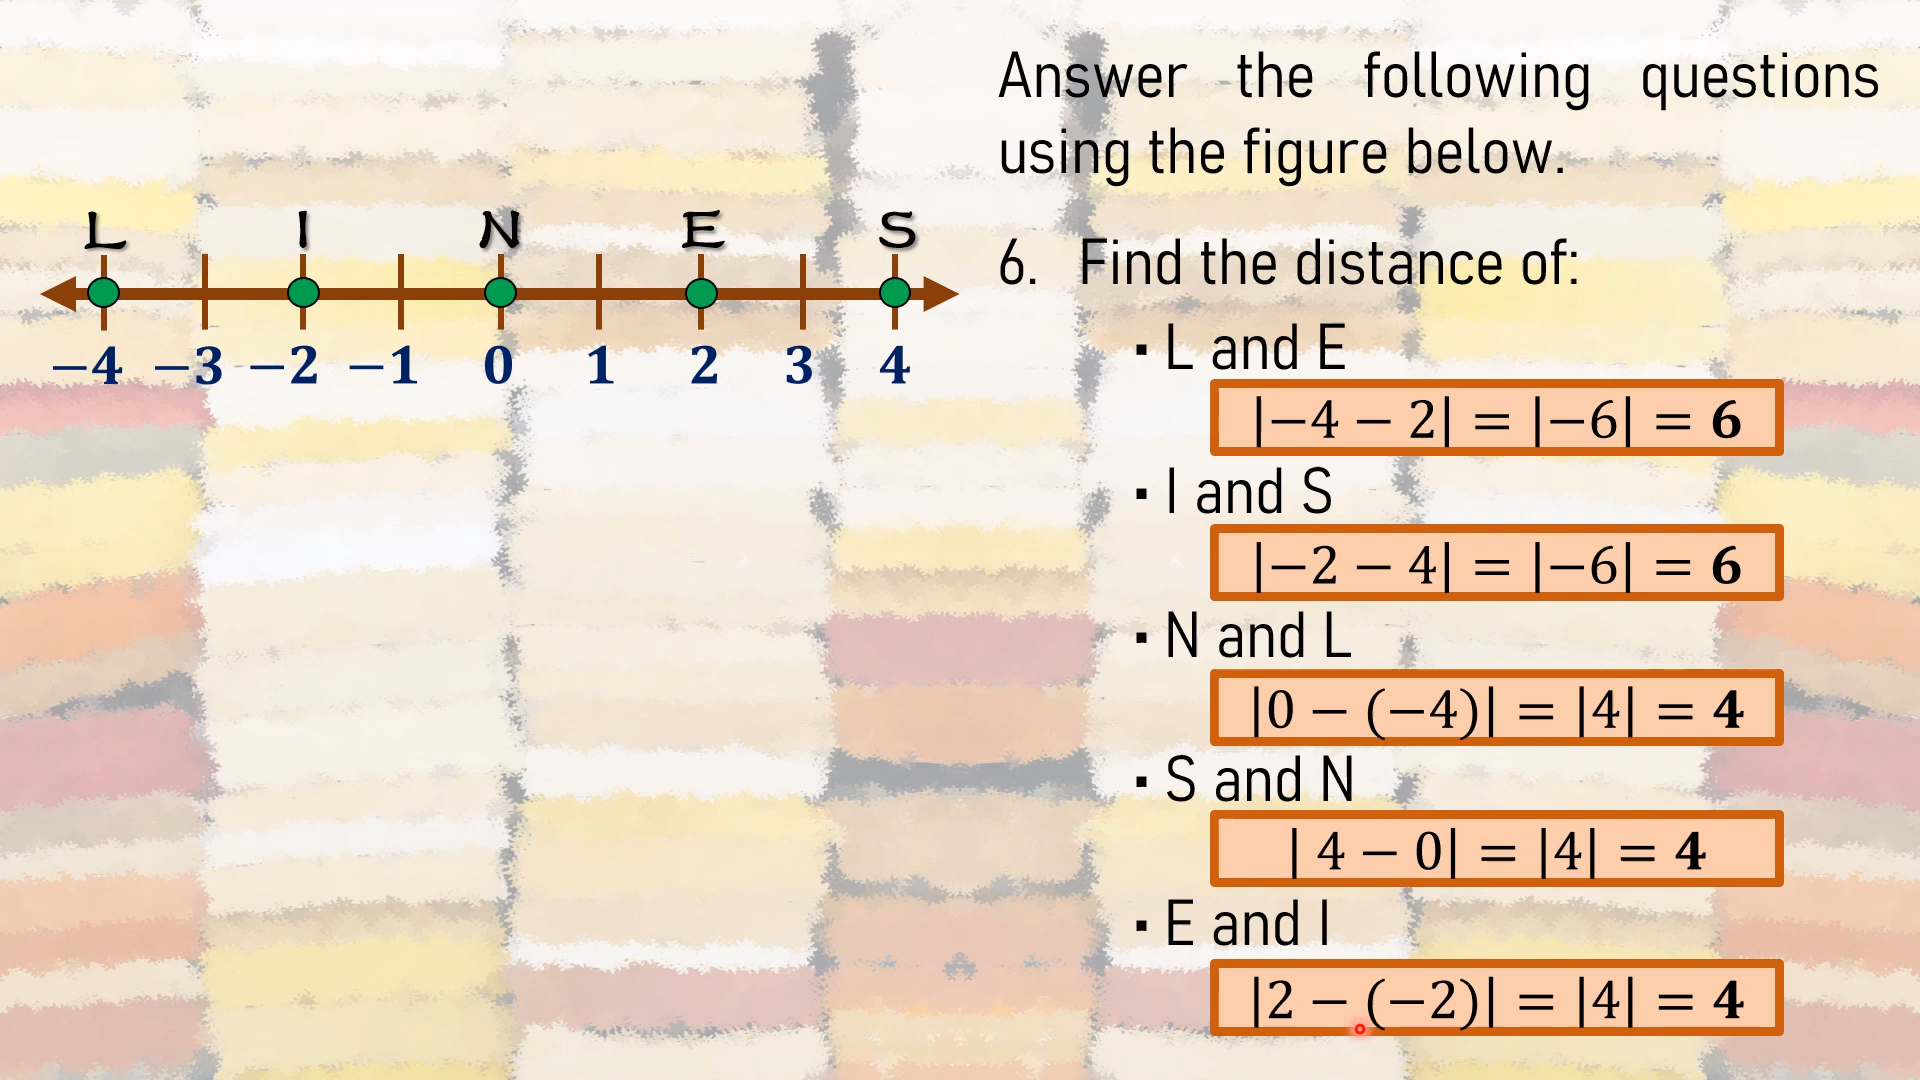 L I N E S
−4 −3 −2 −1 0 1 2 3 4
Answer the following questions
using the figure below.
6. Find the distance of:
▪ L and E
|−4 − 2| = |−6| = 6
▪ I and S
|−2 − 4| = |−6| = 6
▪ N and L
|0 − (−4)| = |4| = 4
▪ S and N
| 4 − 0| = |4| = 4
▪ E and I
|2 − (−2)| = |4| = 4